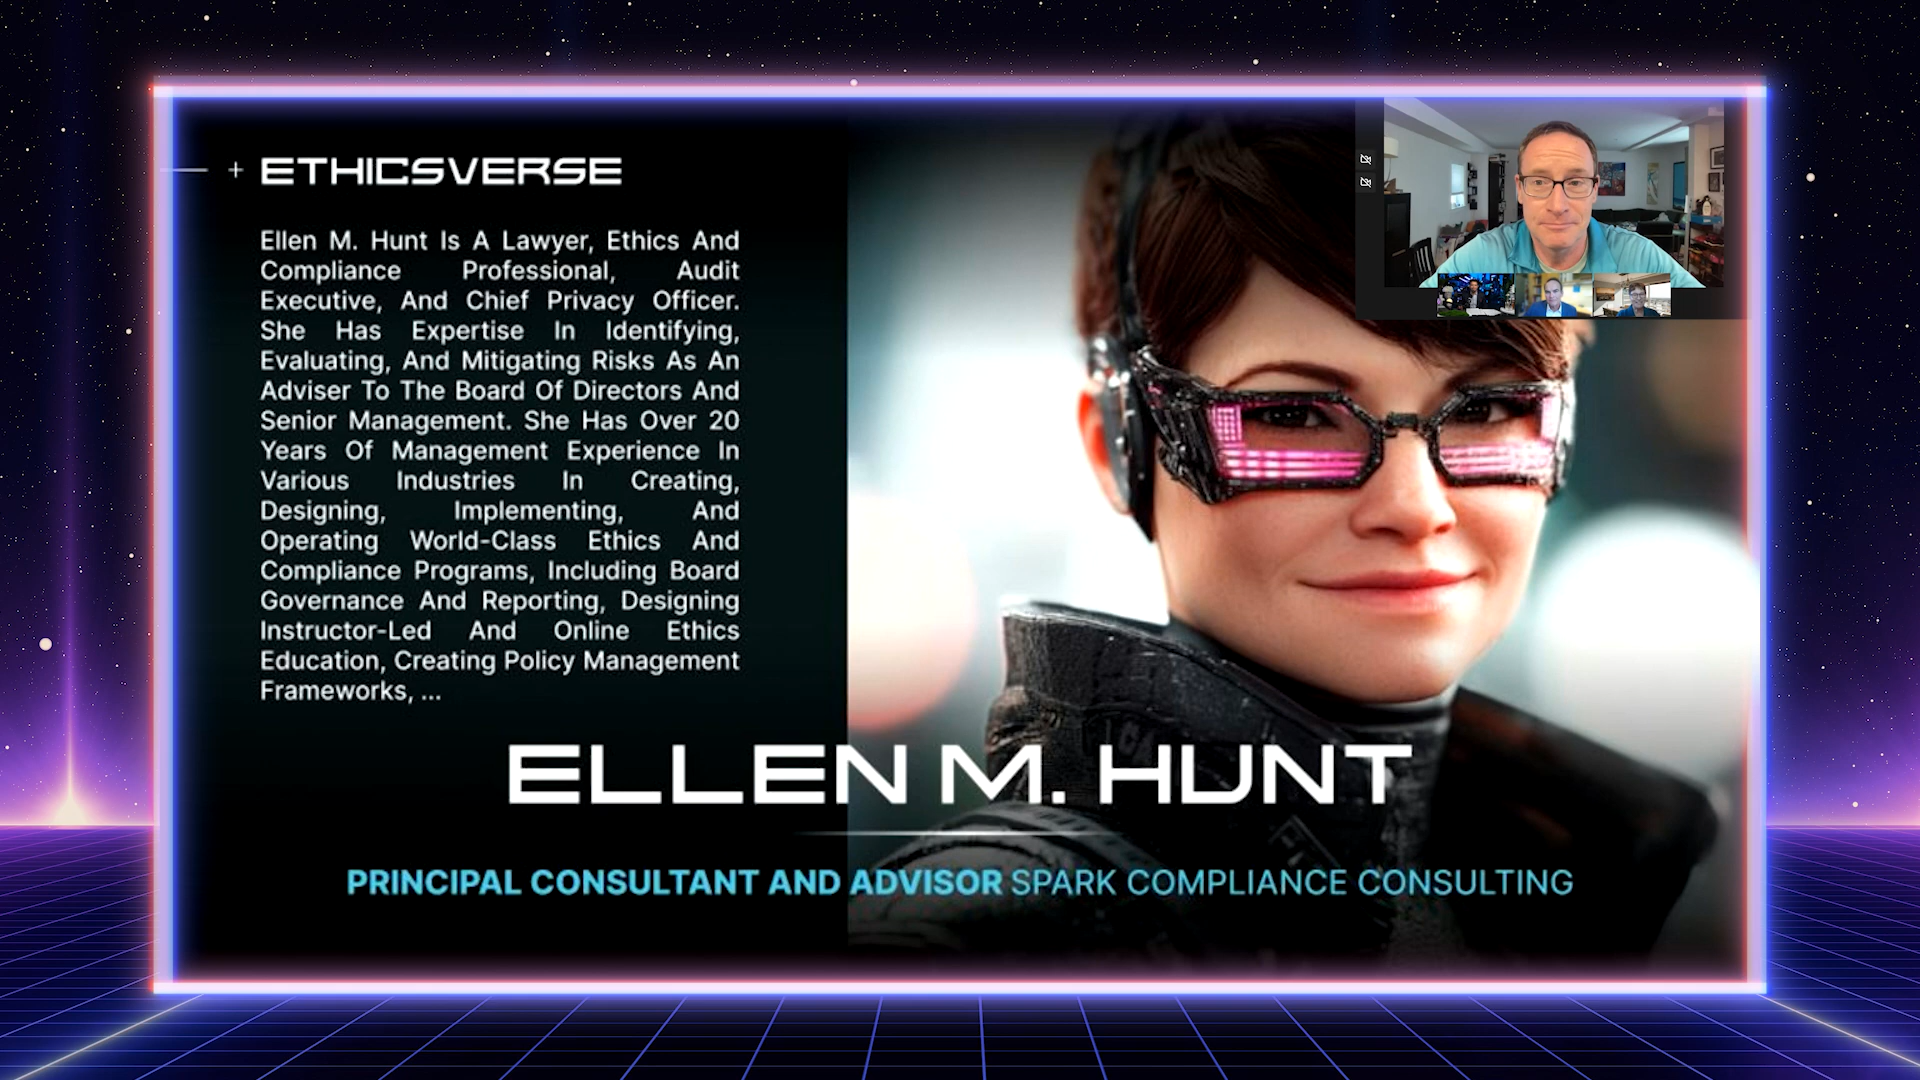 ETHICSVERSE
Ellen M. Hunt Is A Lawyer, Ethics And
Compliance Professional, Audit
Executive, And Chief Privacy Officer.
She Has Expertise In Identifying,
Evaluating, And Mitigating Risks As An
Adviser To The Board Of Directors And
Senior Management. She Has Over 20
Years Of Management Experience In
Various Industries In Creating,
Designing, Implementing, And
Operating World-Class Ethics And
Compliance Programs, Including Board
Governance And Reporting, Designing
Instructor-Led And Online Ethics
Education, Creating Policy Management
Frameworks, ...
ELLEN M. HUNT
PRINCIPAL CONSULTANT AND ADVISOR SPARK COMPLIANCE CONSULTING